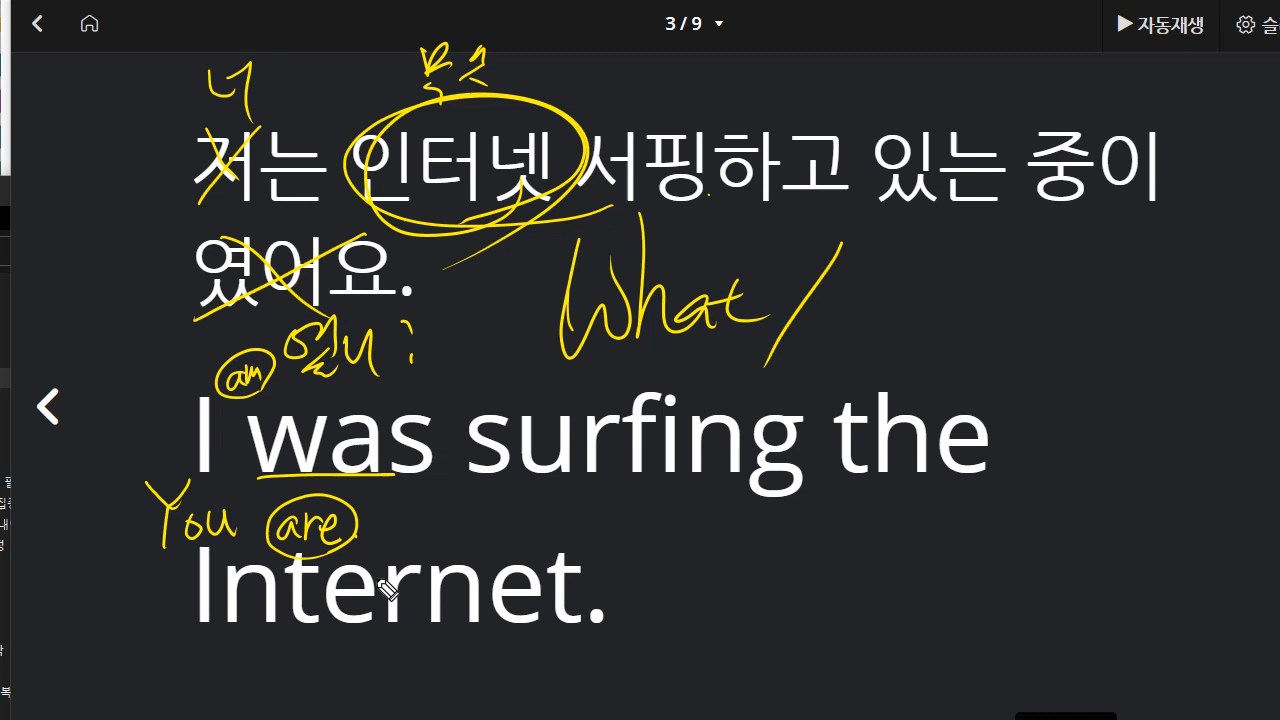 3 / 9
자동재생
슬
너
저는 인터넷 서핑하고 있는 중이
였어요.
What /
am
I was surfing the
You are
Internet.